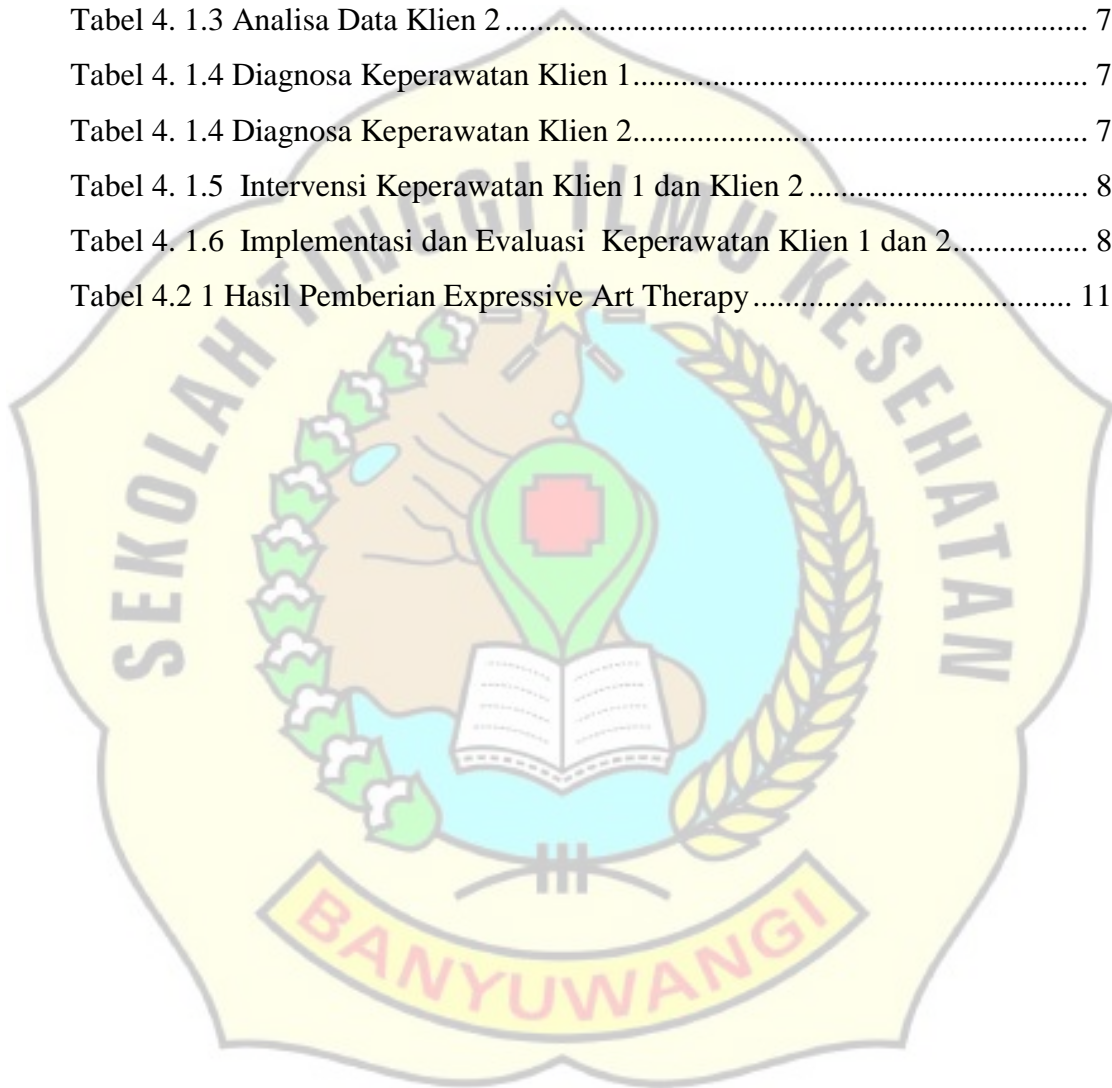 Tabel 4. 1.3 Analisa Data Klien 2........................................................................ 7
Tabel 4. 1.4 Diagnosa Keperawatan Klien 1......................................................... 7
Tabel 4. 1.4 Diagnosa Keperawatan Klien 2......................................................... 7
Tabel 4. 1.5  Intervensi Keperawatan Klien 1 dan Klien 2................................... 8
Tabel 4. 1.6  Implementasi dan Evaluasi  Keperawatan Klien 1 dan 2................. 8
Tabel 4.2 1 Hasil Pemberian Expressive Art Therapy........................................ 11
SEKOLAH TINGGI ILMU KESEHATAN
BANYUWANGI